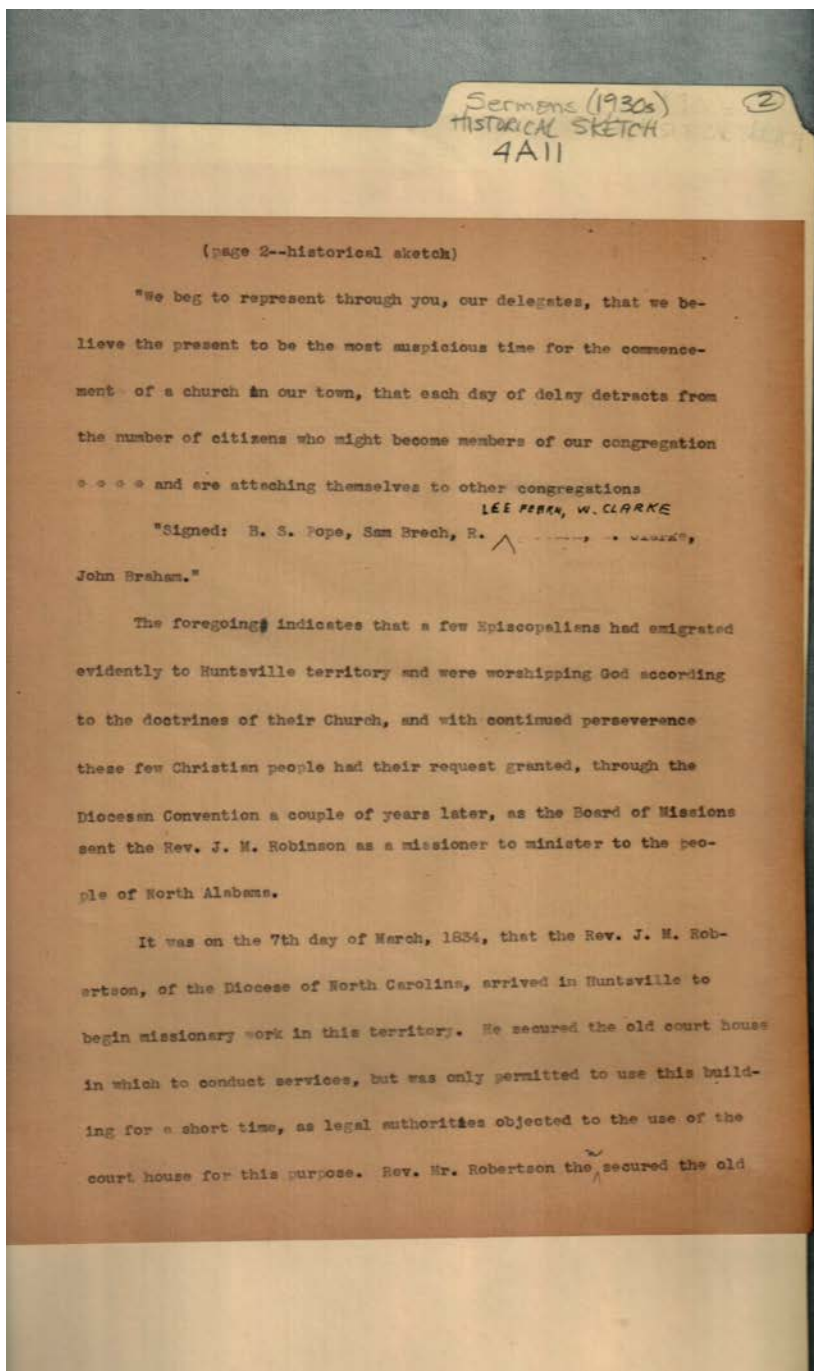 Sermons (1930s) 2
HISTORICAL SKETCH
4A11
(page 2--historical sketch)
"We beg to represent through you, our delegates, that we be-
lieve the present to be the most auspicious time for the commence-
ment of a church in our town, that each day of delay detracts from
the number of citizens who might become members of our congregation
* * * * and are attaching themselves to other congregations
LEE FEARN, W. CLARKE
"Signed: B. S. Pope, Sam Brech, R.
John Braham."
The foregoing indicates that a few Episcopalians had emigrated
evidently to Huntsville territory and were worshipping God according
to the doctrines of their Church, and with continued perseverence
these few Christian people had their request granted, through the
Diocesan Convention a couple of years later, as the Board of Missions
sent the Rev. J. M. Robinson as a missioner to minister to the peo-
ple of North Alabama.
It was on the 7th day of March, 1834, that the Rev. J. M. Rob-
ertson, of the Diocese of North Carolina, arrived in Huntsville to
begin missionary work in this territory. He secured the old court house
in which to conduct services, but was only permitted to use this build-
ing for a short time, as legal authorities objected to the use of the
court house for this purpose. Rev. Mr. Robertson then secured the old